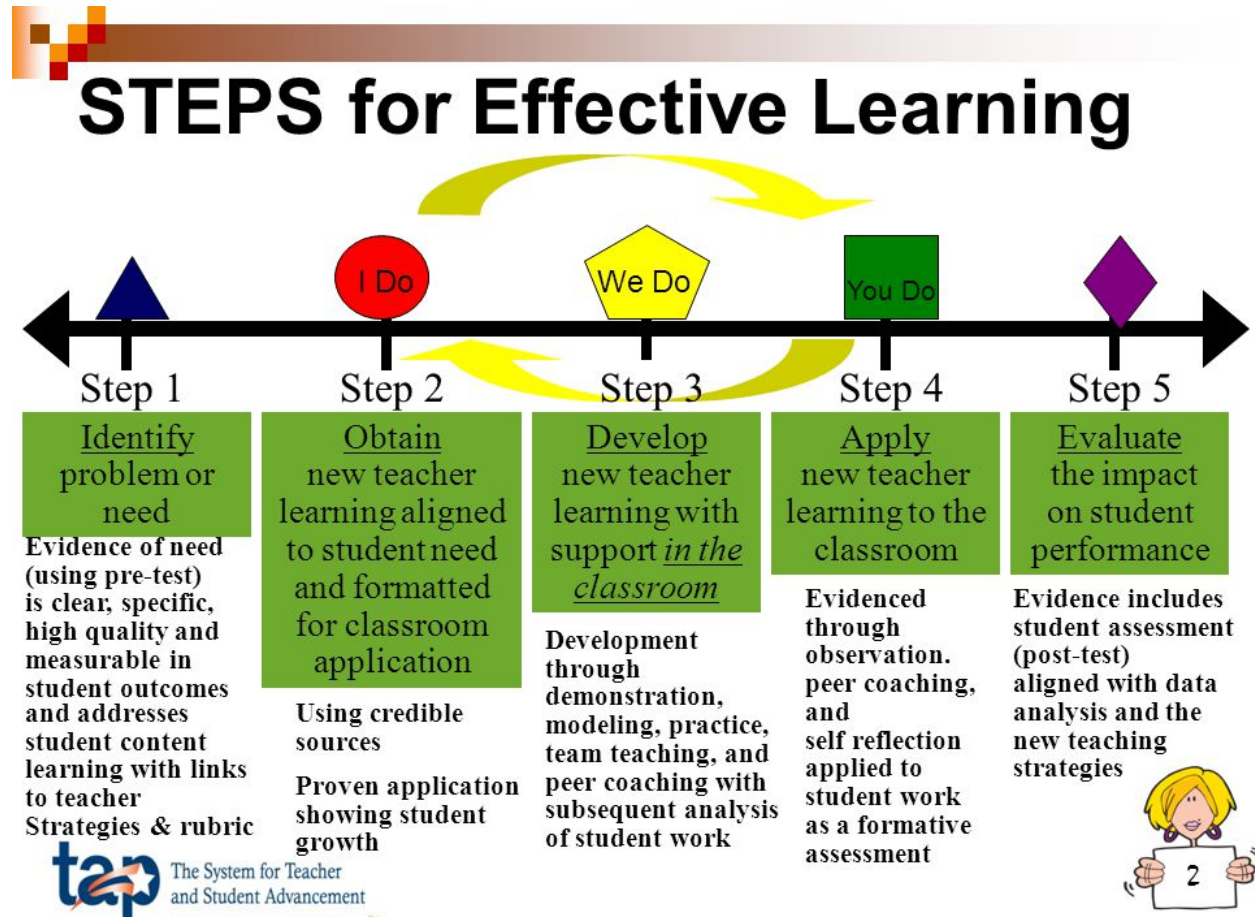 STEPS for Effective Learning
I Do
We Do
You Do
Step 1
Step 2
Step 3
Step 4
Step 5
Identify
problem or
need
Evidence of need
(using pre-test)
is clear, specific,
high quality and
measurable in
student outcomes
and addresses
student content
learning with links
to teacher
Strategies & rubric
Obtain
new teacher
learning aligned
to student need
and formatted
for classroom
application
Using credible
sources
Proven application
showing student
growth
Develop
new teacher
learning with
support in the
classroom
Development
through
demonstration,
modeling, practice,
team teaching, and
peer coaching with
subsequent analysis
of student work
Apply
new teacher
learning to the
classroom
Evidenced
through
observation.
peer coaching,
and
self reflection
applied to
student work
as a formative
assessment
Evaluate
the impact
on student
performance
Evidence includes
student assessment
(post-test)
aligned with data
analysis and the
new teaching
strategies
tap
The System for Teacher
and Student Advancement
2